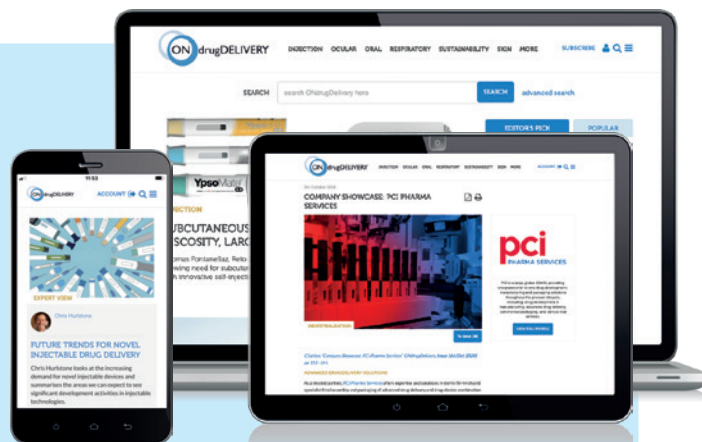 ON drugDELIVERY
INJECTION OCULAR ORAL RESPIRATORY SUSTAINABILITY SIGN MORE
SUBSCRIBE
SEARCH
search ONdrugDelivery here
SEARCH
advanced search
EDITOR'S PICK
POPULAR
YpsoMate
11:53
ON drugDELIVERY
ACCOUNT
EXPERT VIEW
Chris Hurlstone
FUTURE TRENDS FOR NOVEL
INJECTABLE DRUG DELIVERY
Chris Hurlstone looks at the increasing
demand for novel injectable devices and
summarises the areas we can expect to see
significant development activities in injectable
technologies.
ON drugDELIVERY
INJECTION OCULAR ORAL RESPIRATORY SUSTAINABILITY SIGN MORE
ACCOUNT
COMPANY SHOWCASE: PCI PHARMA
SERVICES
INDUSTRIALISATION
pci
PHARMA SERVICES
ADVANCED DRUG DELIVERY SOLUTIONS